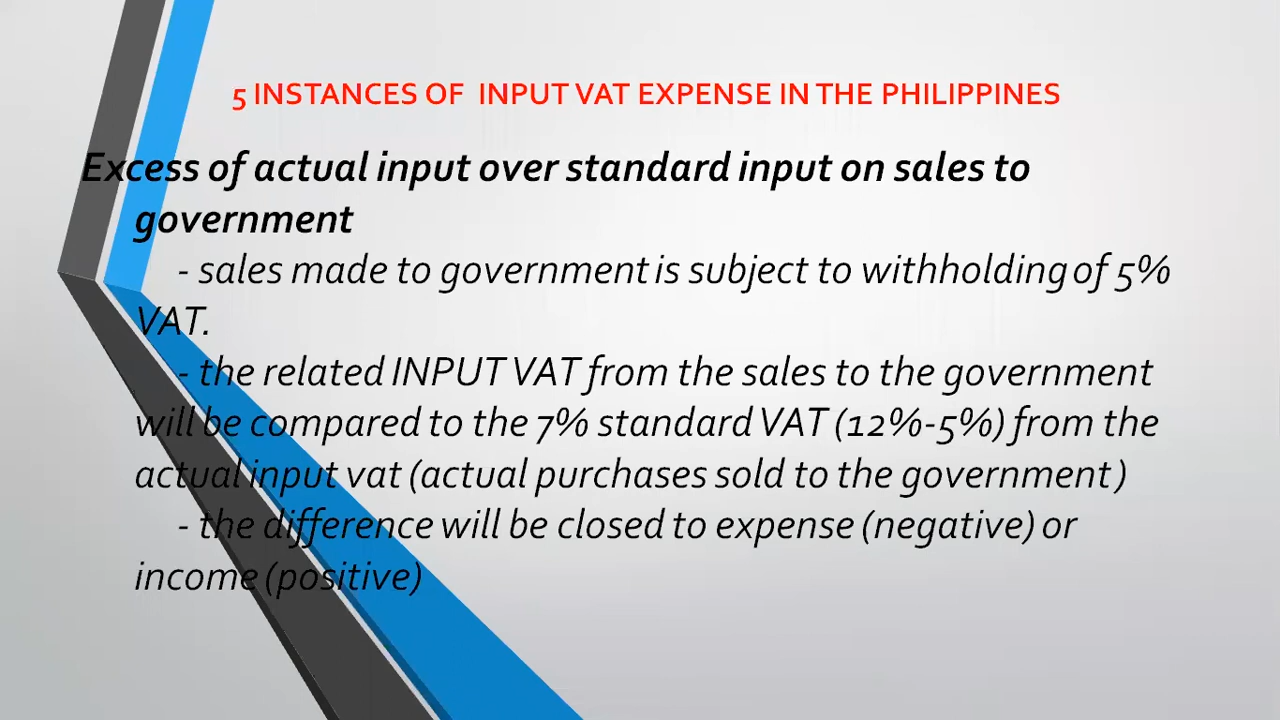 5 INSTANCES OF INPUT VAT EXPENSE IN THE PHILIPPINES
Excess of actual input over standard input on sales to
government
- sales made to government is subject to withholding of 5%
VAT.
- the related INPUT VAT from the sales to the government
will be compared to the 7% standard VAT (12%-5%) from the
actual input vat (actual purchases sold to the government)
- the difference will be closed to expense (negative) or
income (positive)